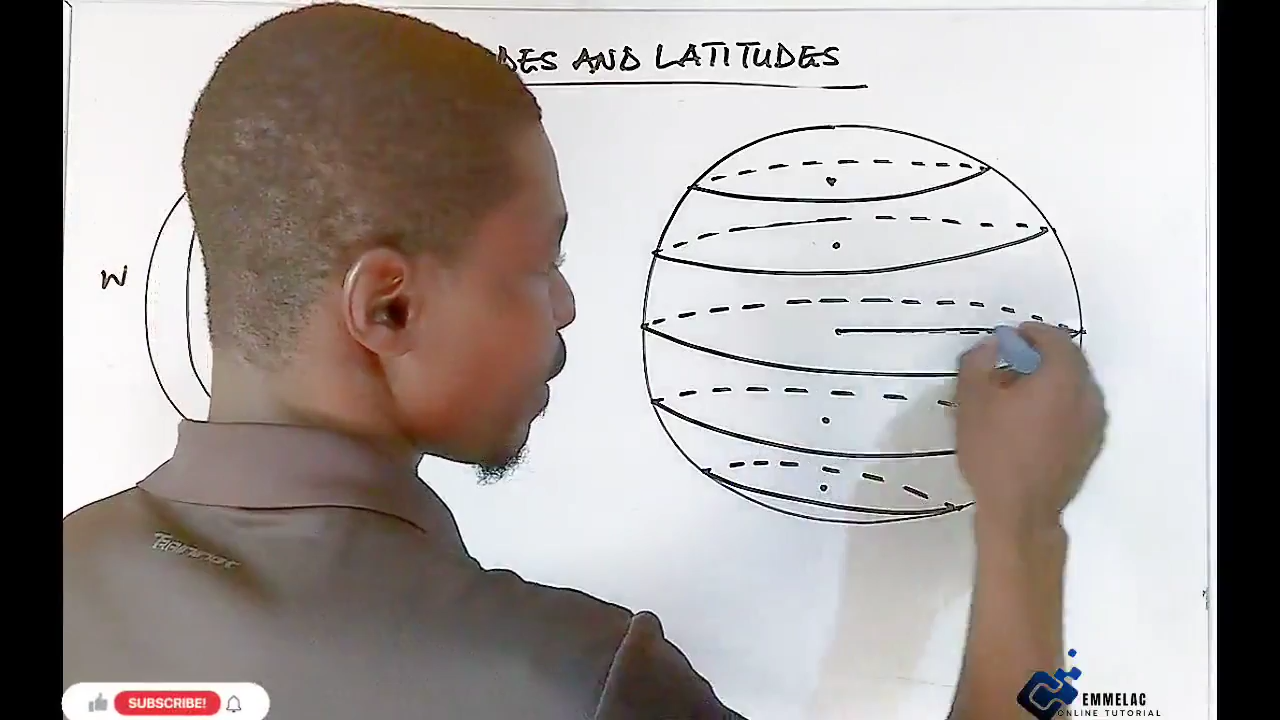 DES AND LATITUDES
W
SUBSCRIBE!
EMMELAC
ONLINE TUTORIAL